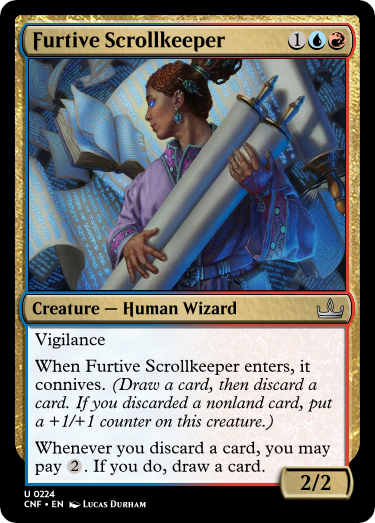 Furtive Scrollkeeper 1
Creature — Human Wizard
Vigilance
When Furtive Scrollkeeper enters, it
connives. (Draw a card, then discard a
card. If you discarded a nonland card, put
a +1/+1 counter on this creature.)
Whenever you discard a card, you may
pay 2. If you do, draw a card.
2/2
U 0224
CNF • EN Lucas Durham